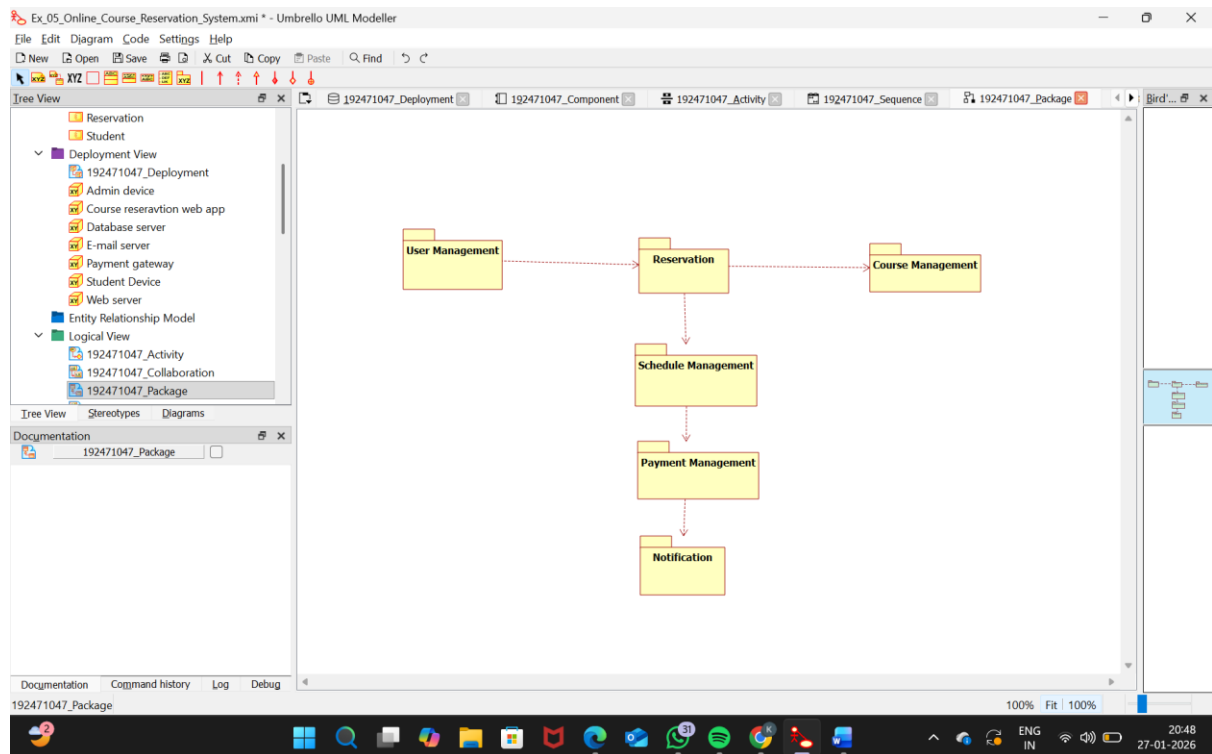 Ex_05_Online_Course_Reservation_System.xmi * - Umbrello UML Modeller
File Edit Diagram Code Settings Help
New Open Save Cut Copy Paste Find
XYZ
Tree View
192471047_Deployment 192471047_Component 192471047_Activity 192471047_Sequence 192471047_Package
Bird'...
Reservation
Student
Deployment View
192471047_Deployment
Admin device
Course reseravtion web app
Database server
E-mail server
Payment gateway
Student Device
Web server
Entity Relationship Model
Logical View
192471047_Activity
192471047_Collaboration
192471047_Package
Tree View Stereotypes Diagrams
Documentation
192471047_Package
User Management
Reservation
Course Management
Schedule Management
Payment Management
Notification
Documentation Command history Log Debug
192471047_Package
100% Fit 100%
2
31
ENG
IN
20:48
27-01-2026